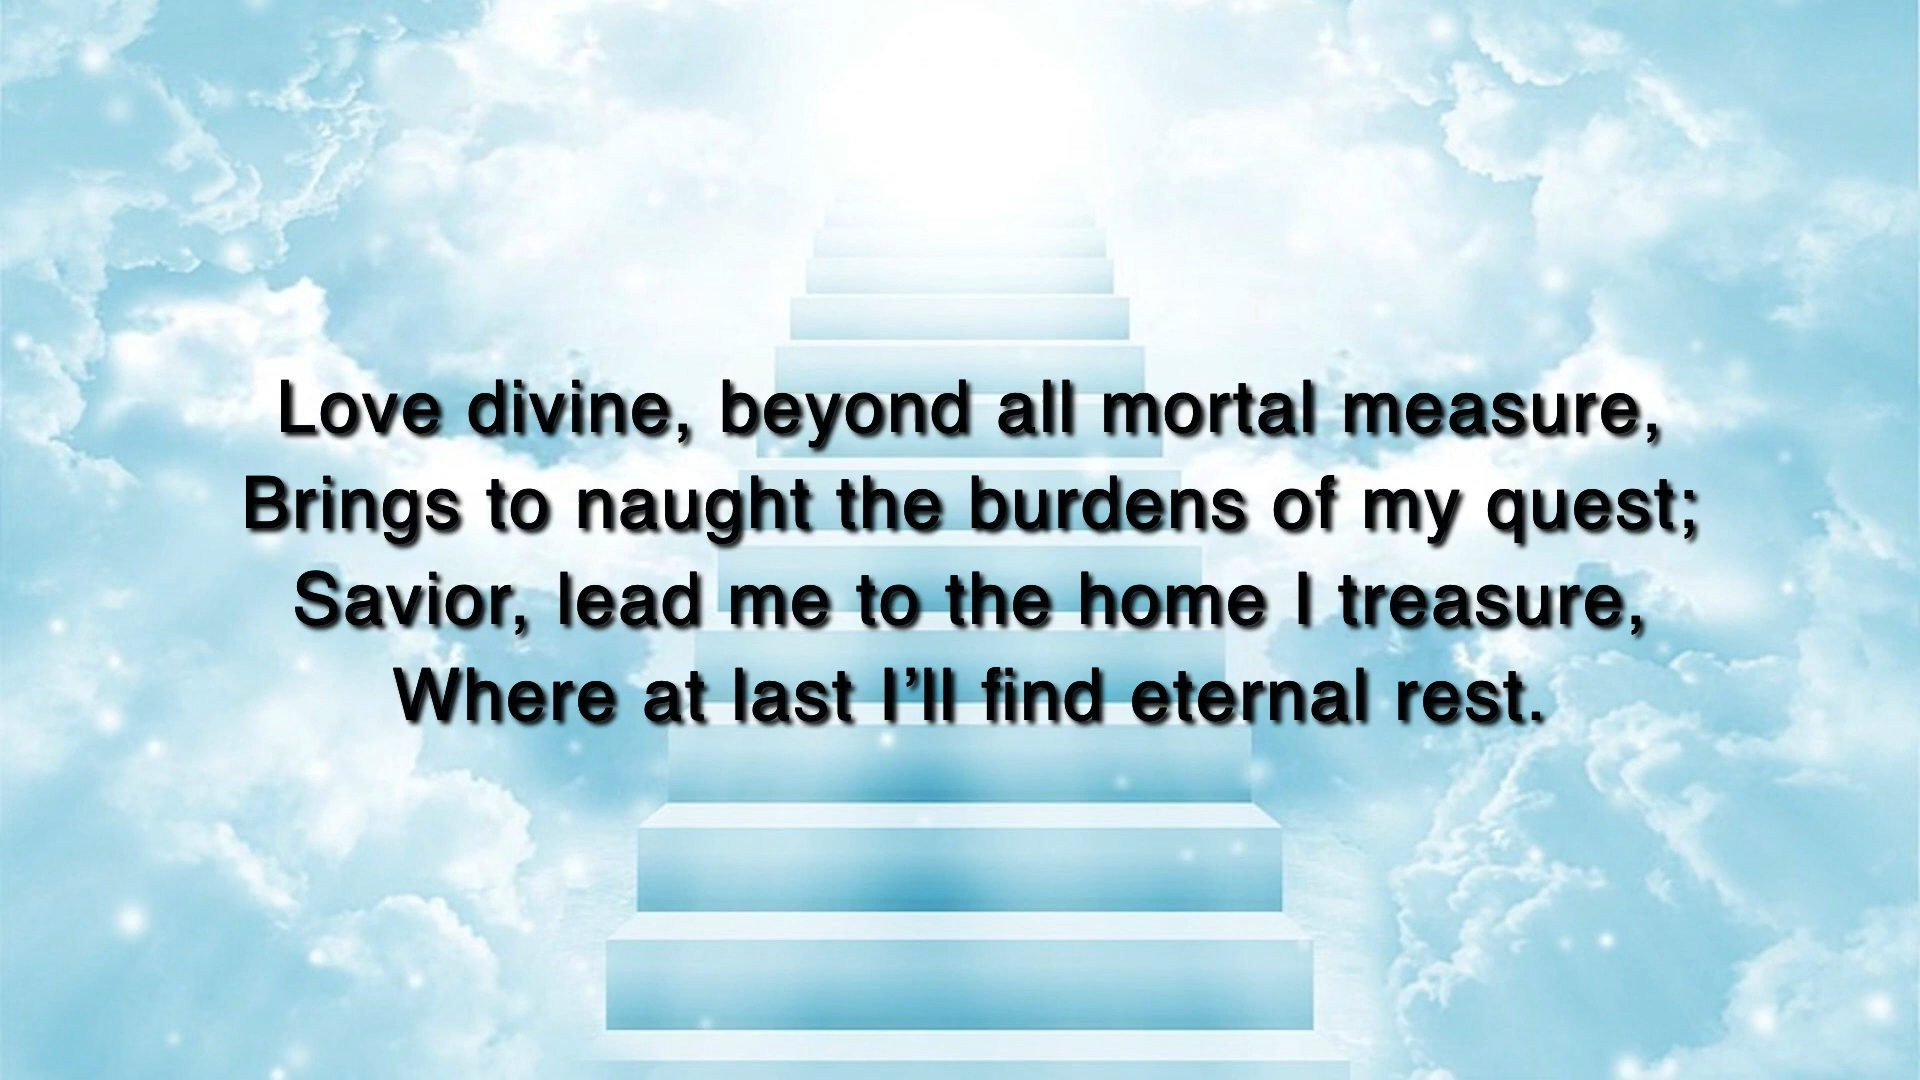 Love divine, beyond all mortal measure,
Brings to naught the burdens of my quest;
Savior, lead me to the home I treasure,
Where at last I’ll find eternal rest.